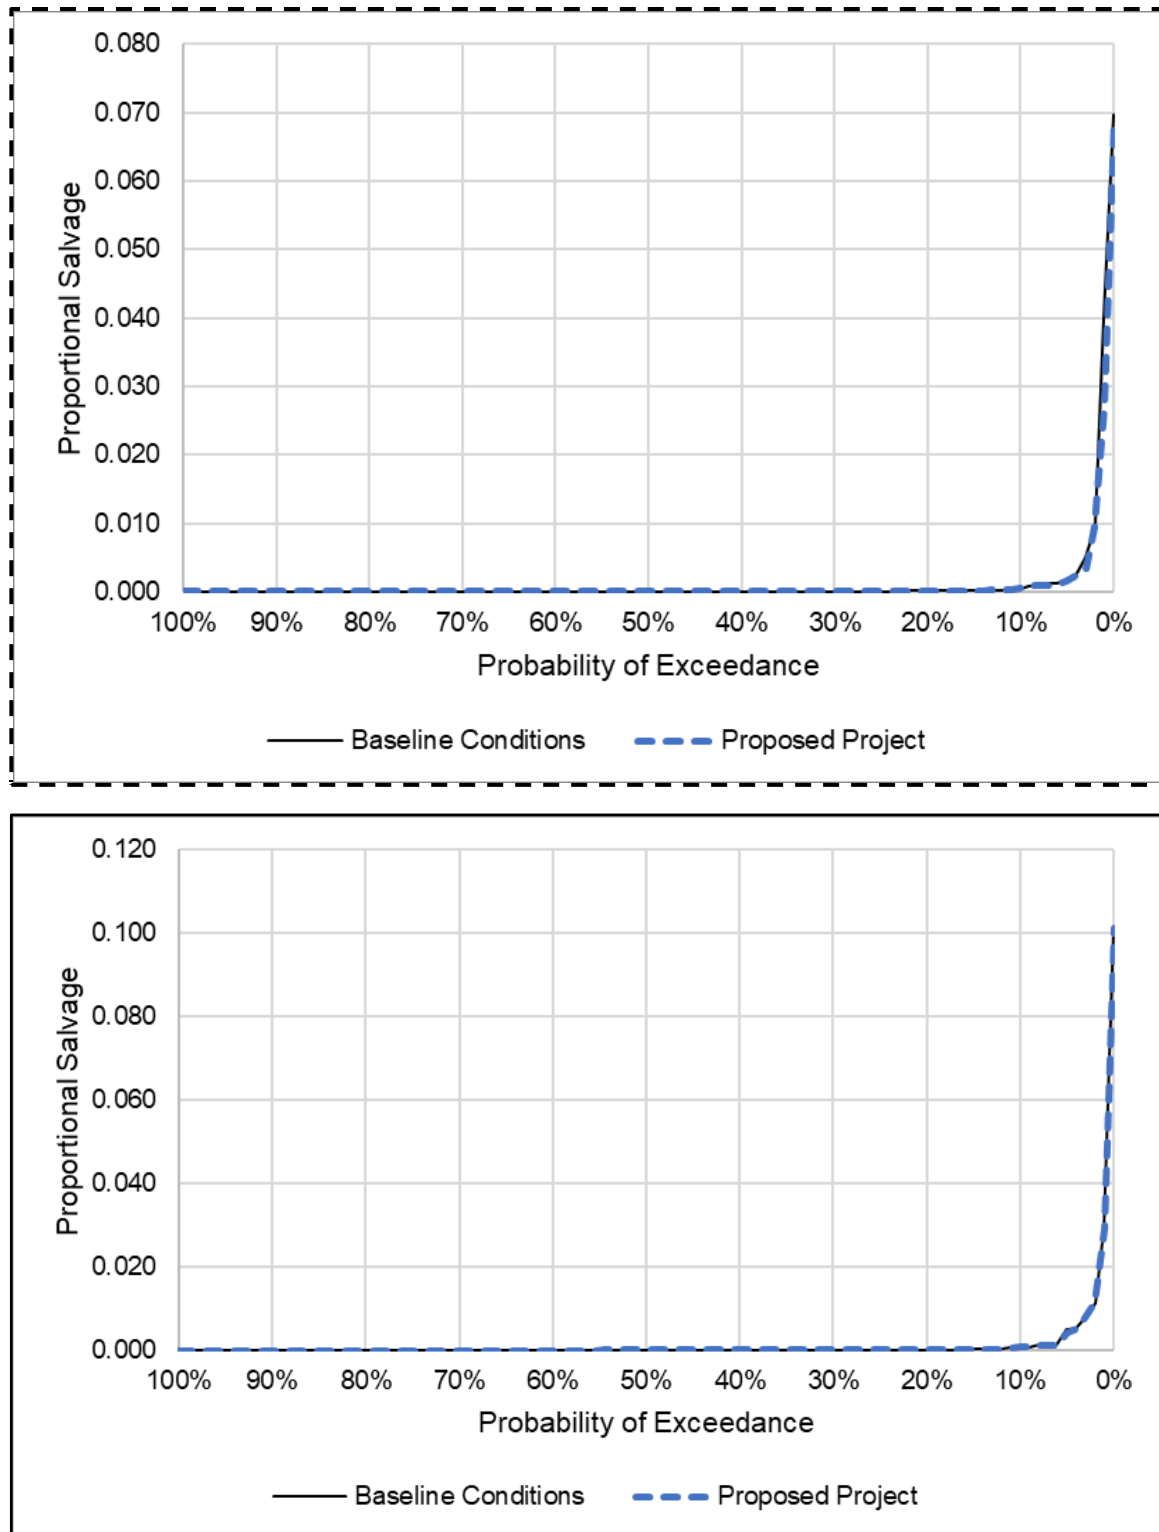 0.080
0.070
0.060
0.050
0.040
0.030
0.020
0.010
0.000
Proportional Salvage
100% 90% 80% 70% 60% 50% 40% 30% 20% 10% 0%
Probability of Exceedance
Baseline Conditions Proposed Project
0.120
0.100
0.080
0.060
0.040
0.020
0.000
Proportional Salvage
100% 90% 80% 70% 60% 50% 40% 30% 20% 10% 0%
Probability of Exceedance
Baseline Conditions Proposed Project